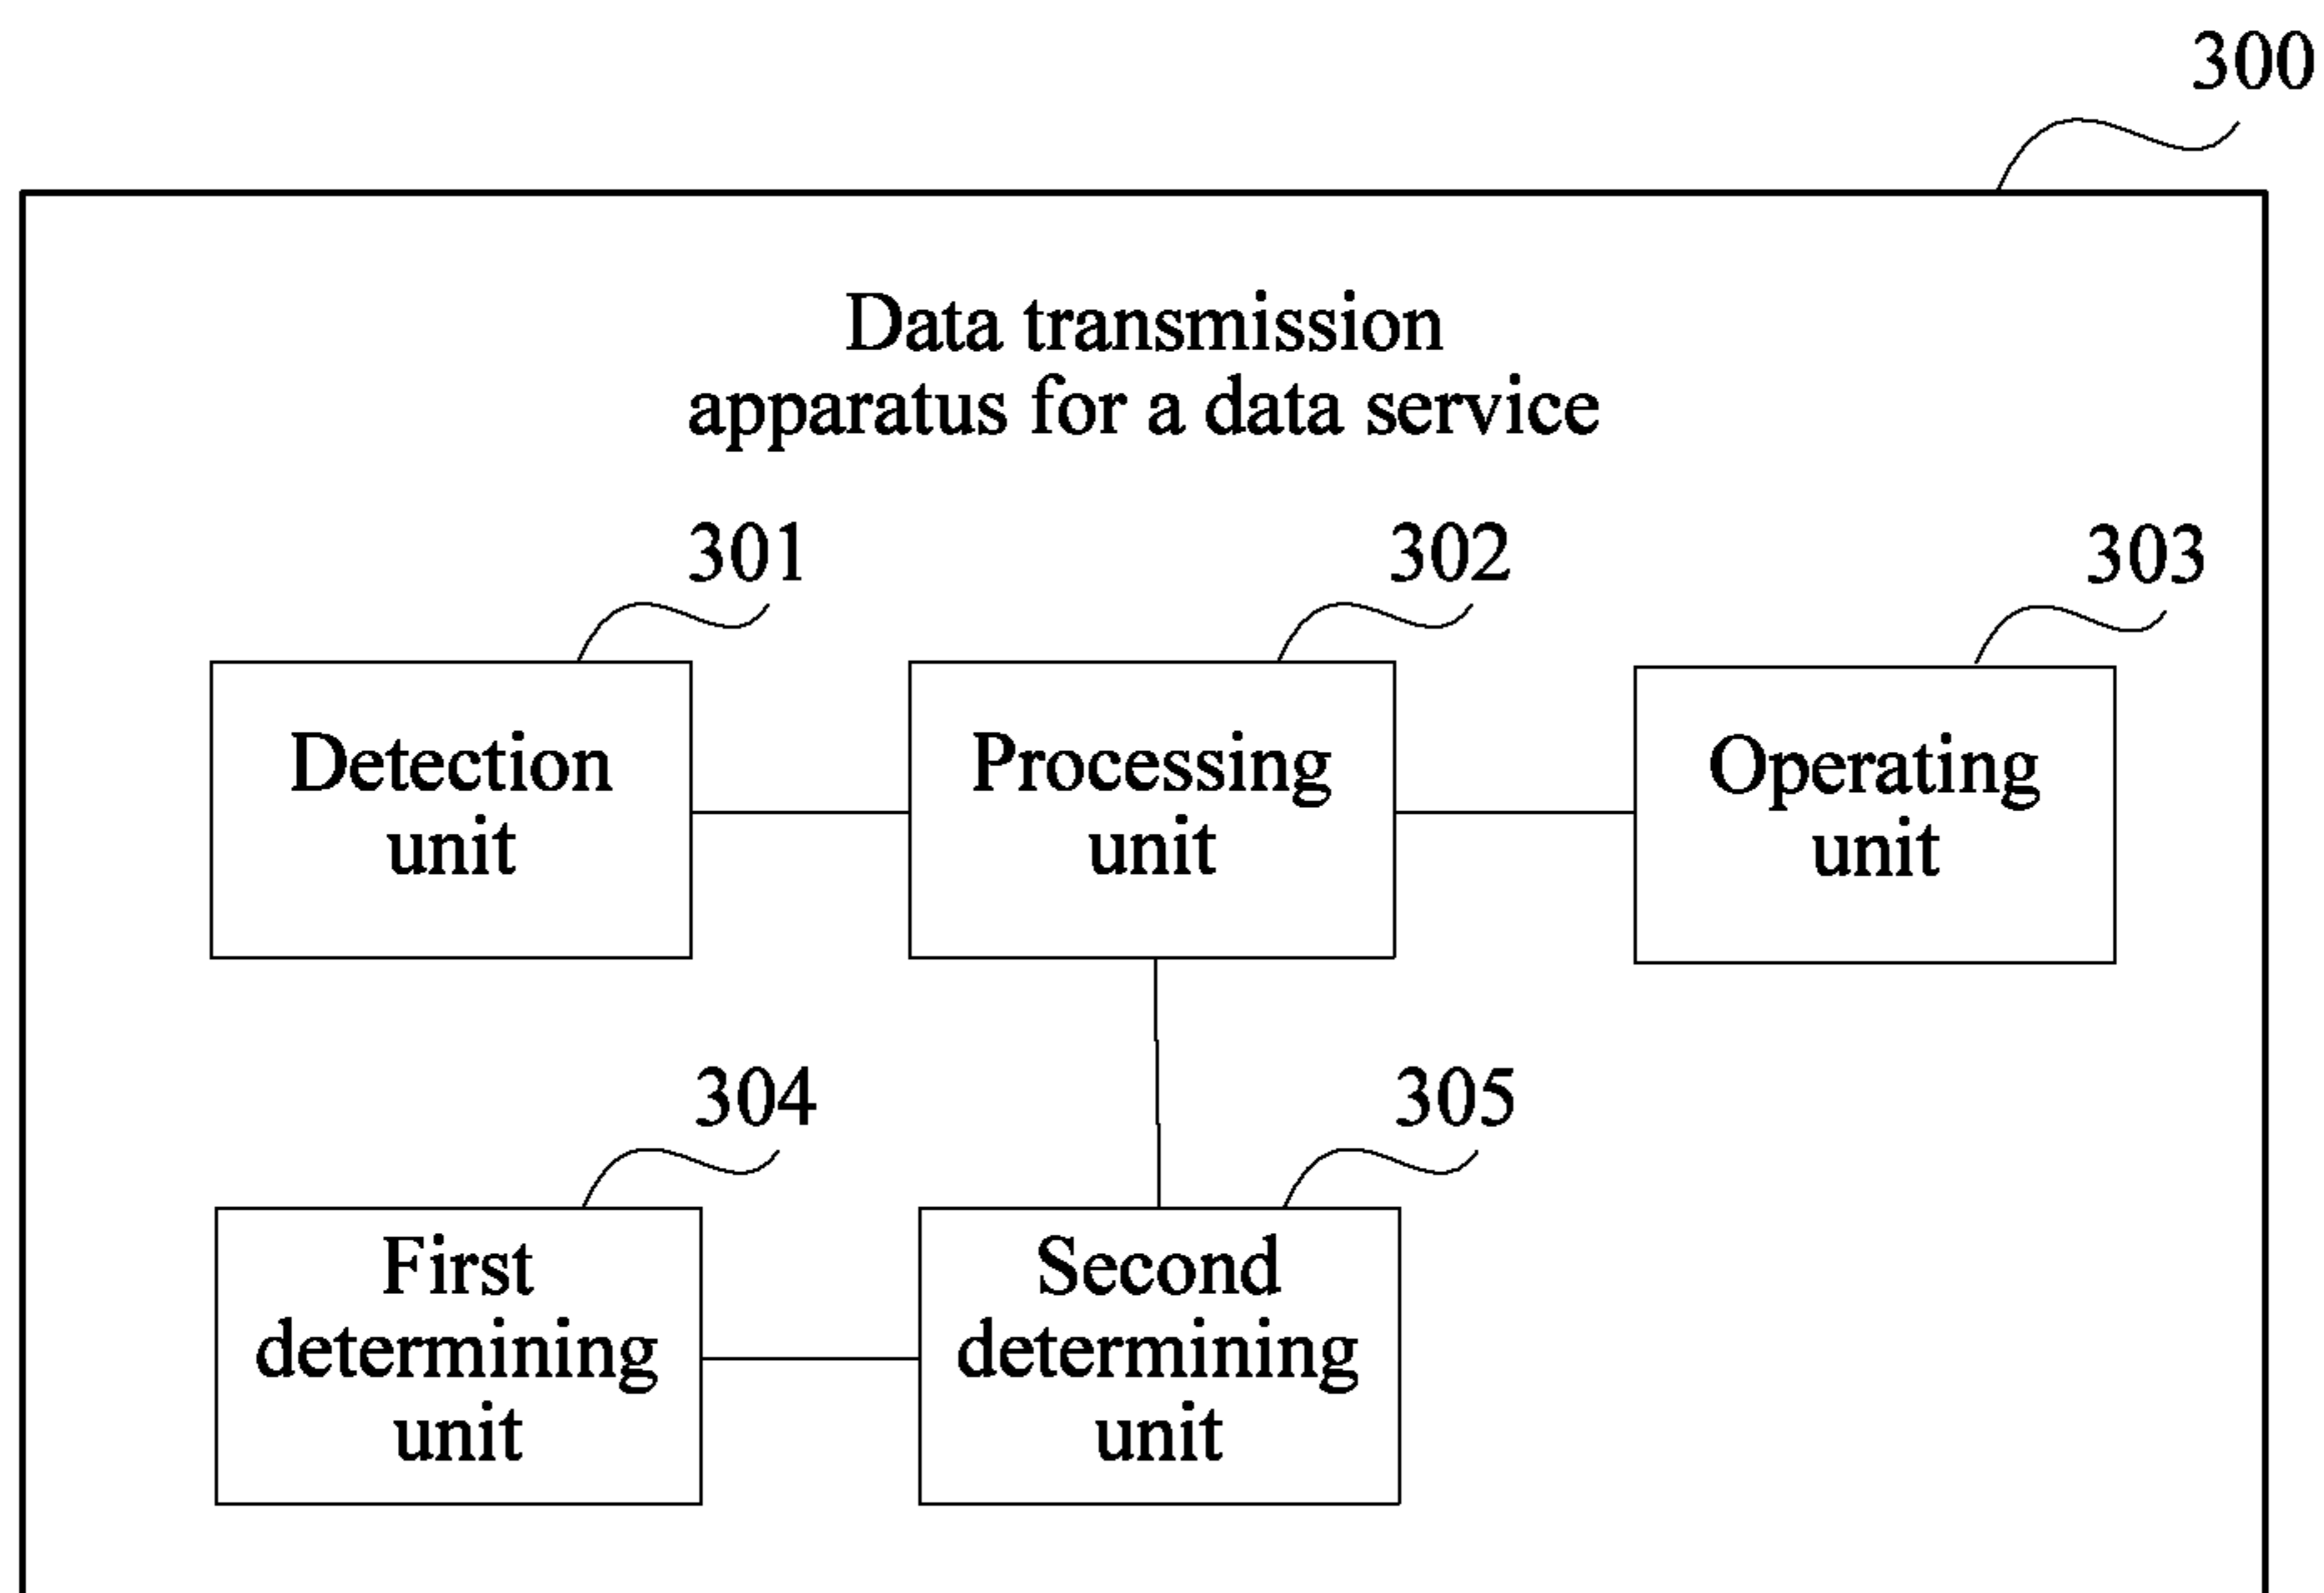 300
Data transmission
apparatus for a data service
301
302
303
Detection
unit
Processing
unit
Operating
unit
304
305
First
determining
unit
Second
determining
unit